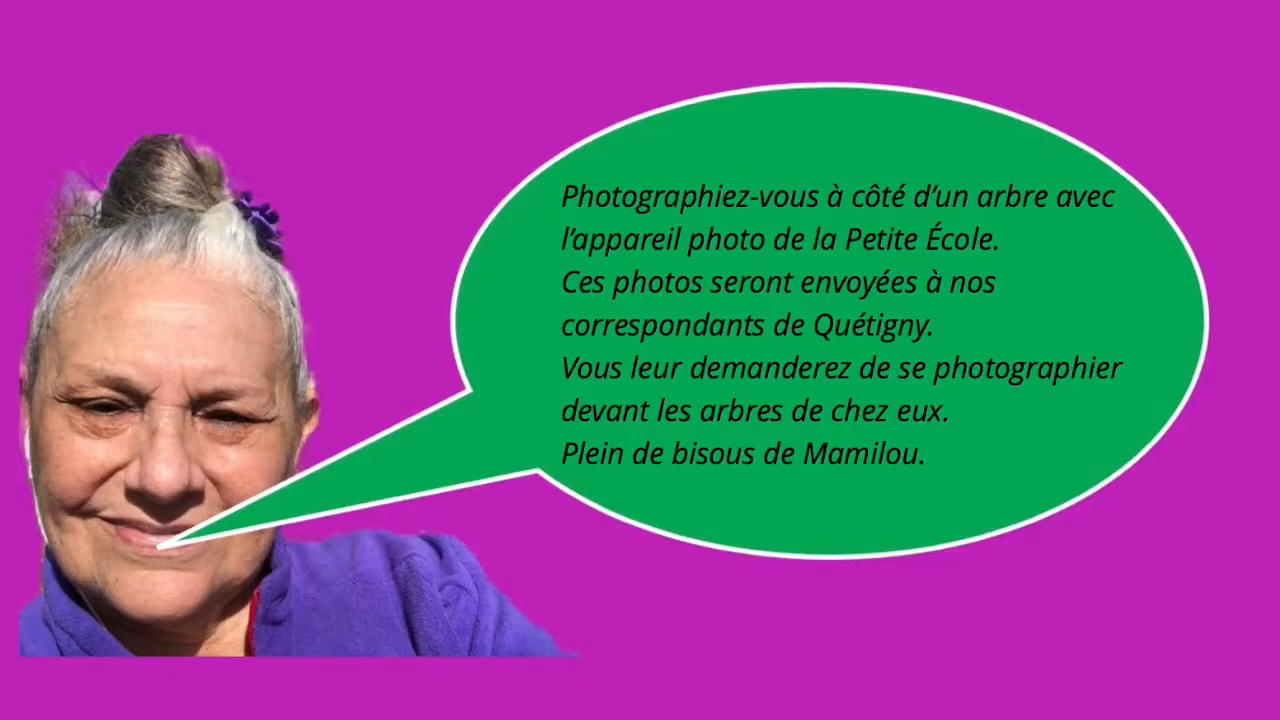 Photographiez-vous à côté d’un arbre avec
l’appareil photo de la Petite École.
Ces photos seront envoyées à nos
correspondants de Quétigny.
Vous leur demanderez de se photographier
devant les arbres de chez eux.
Plein de bisous de Mamilou.